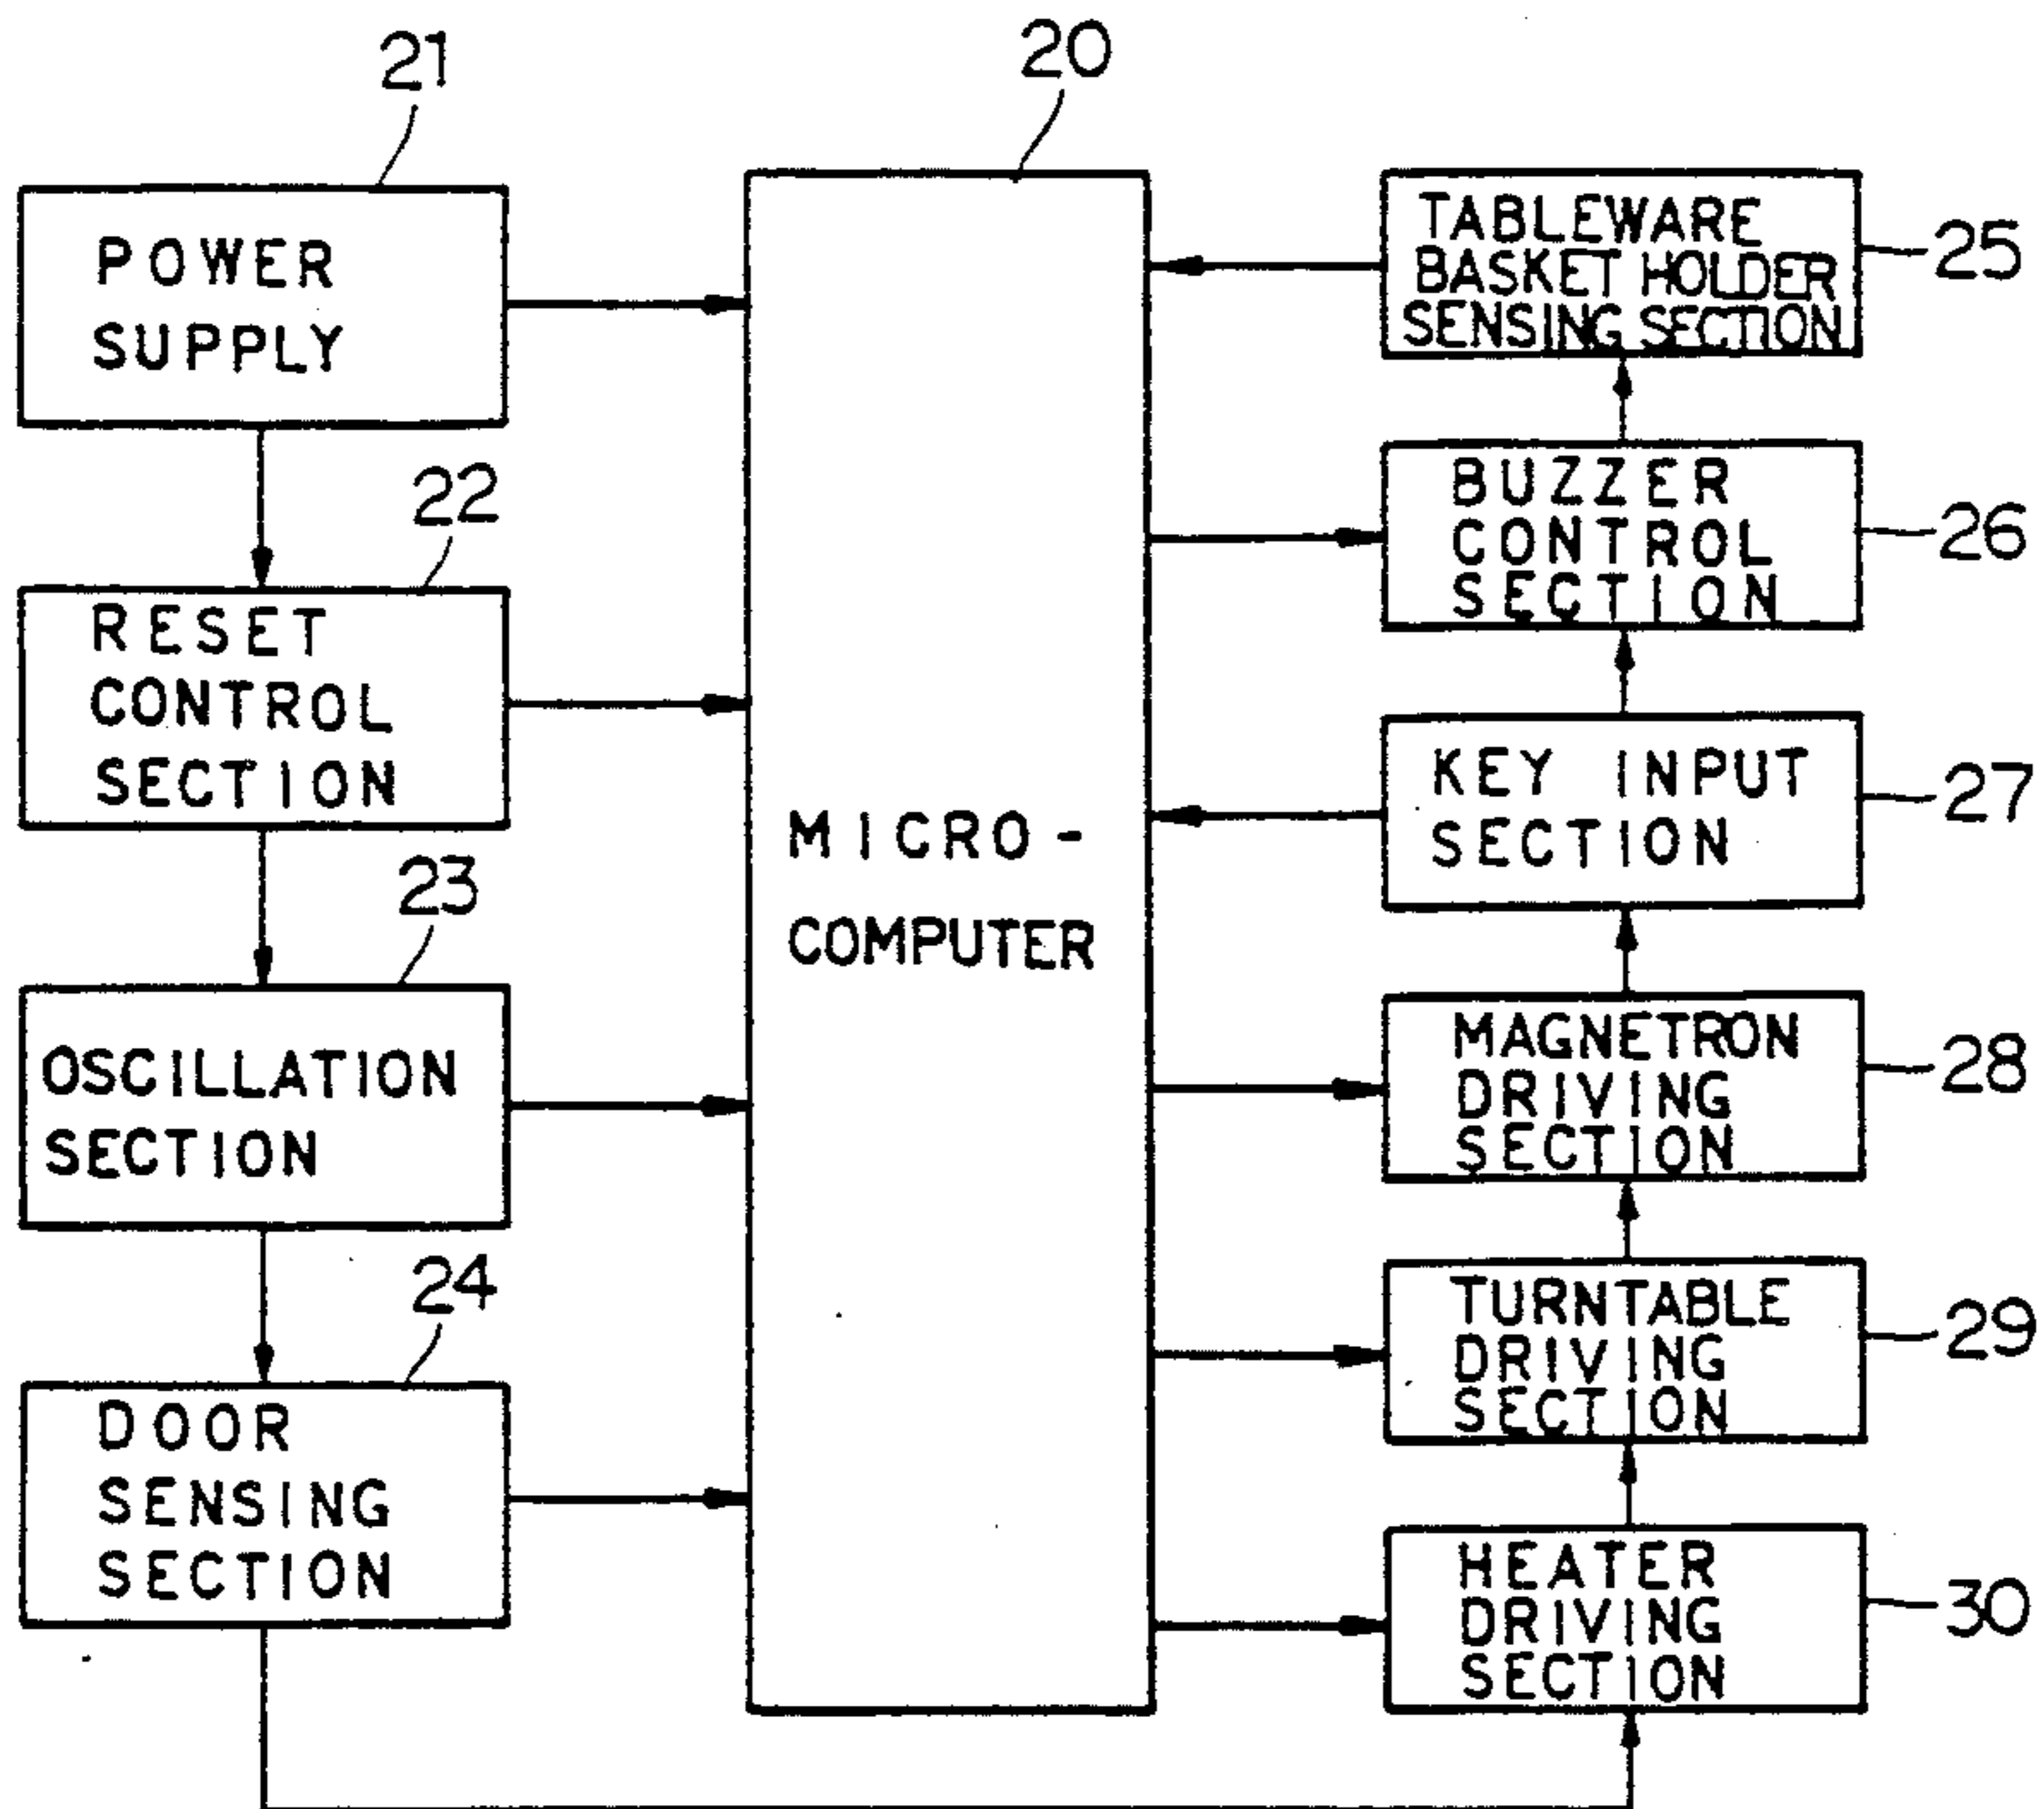 21
POWER
SUPPLY
22
RESET
CONTROL
SECTION
23
OSCILLATION
SECTION
24
DOOR
SENSING
SECTION
20
MICRO-
COMPUTER
TABLEWARE
BASKET HOLDER
SENSING SECTION
25
BUZZER
CONTROL
SECTION
26
KEY INPUT
SECTION
27
MAGNETRON
DRIVING
SECTION
28
TURNTABLE
DRIVING
SECTION
29
HEATER
DRIVING
SECTION
30